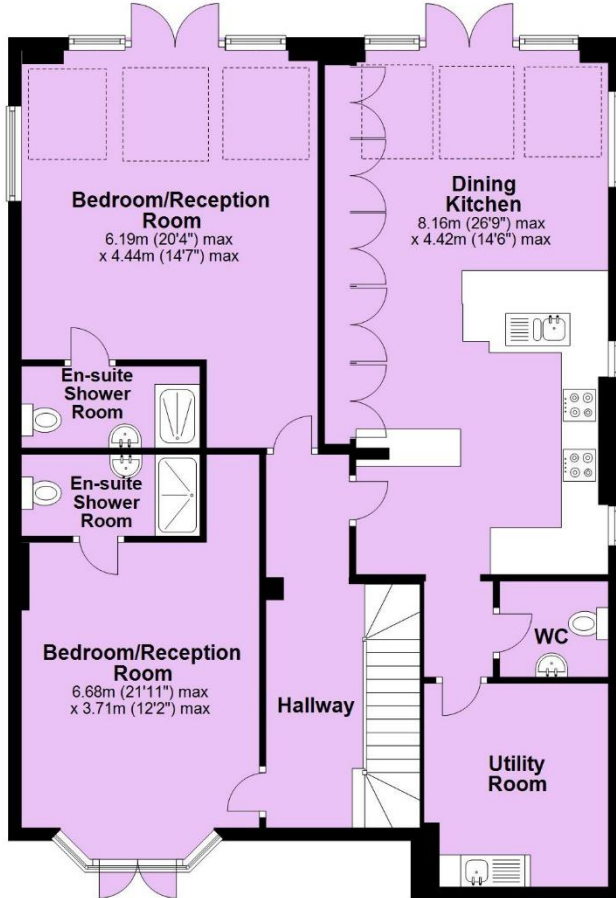 Bedroom/Reception
Room
6.19m (20'4") max
x 4.44m (14'7") max
Dining
Kitchen
8.16m (26'9") max
x 4.42m (14'6") max
En-suite
Shower
Room
En-suite
Shower
Room
Bedroom/Reception
Room
6.68m (21'11") max
x 3.71m (12'2") max
Hallway
WC
Utility
Room